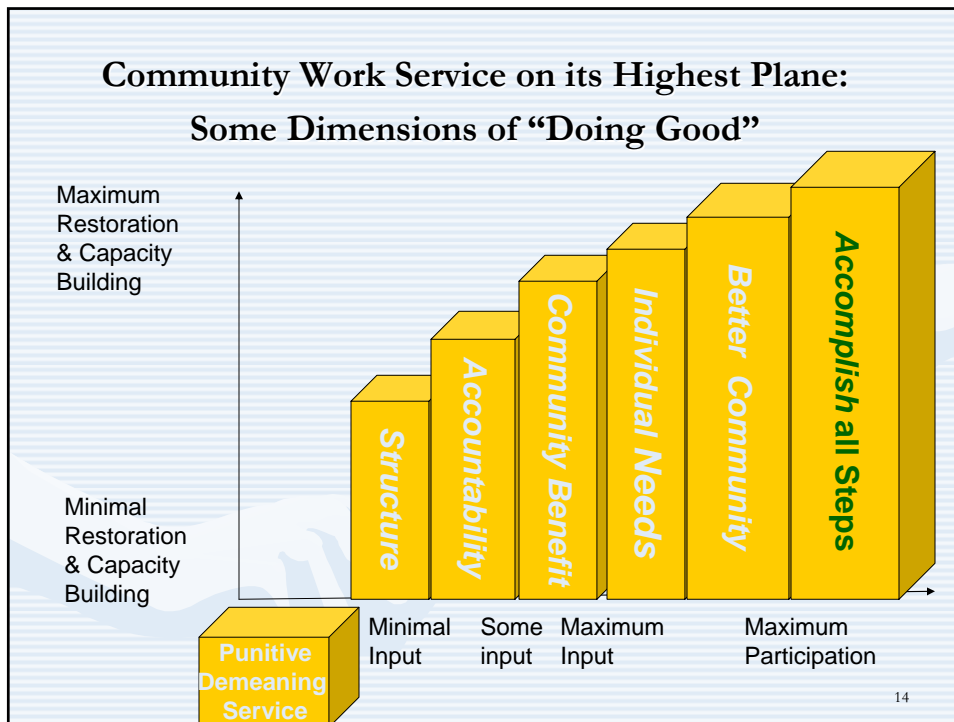 Community Work Service on its Highest Plane:
Some Dimensions of “Doing Good”
Maximum
Restoration
& Capacity
Building
Minimal
Restoration
& Capacity
Building
Punitive
Demeaning
Service
Structure
Accountability
Community Benefit
Individual Needs
Better Community
Accomplish all Steps
Minimal
Input
Some
input
Maximum
Input
Maximum
Participation
14